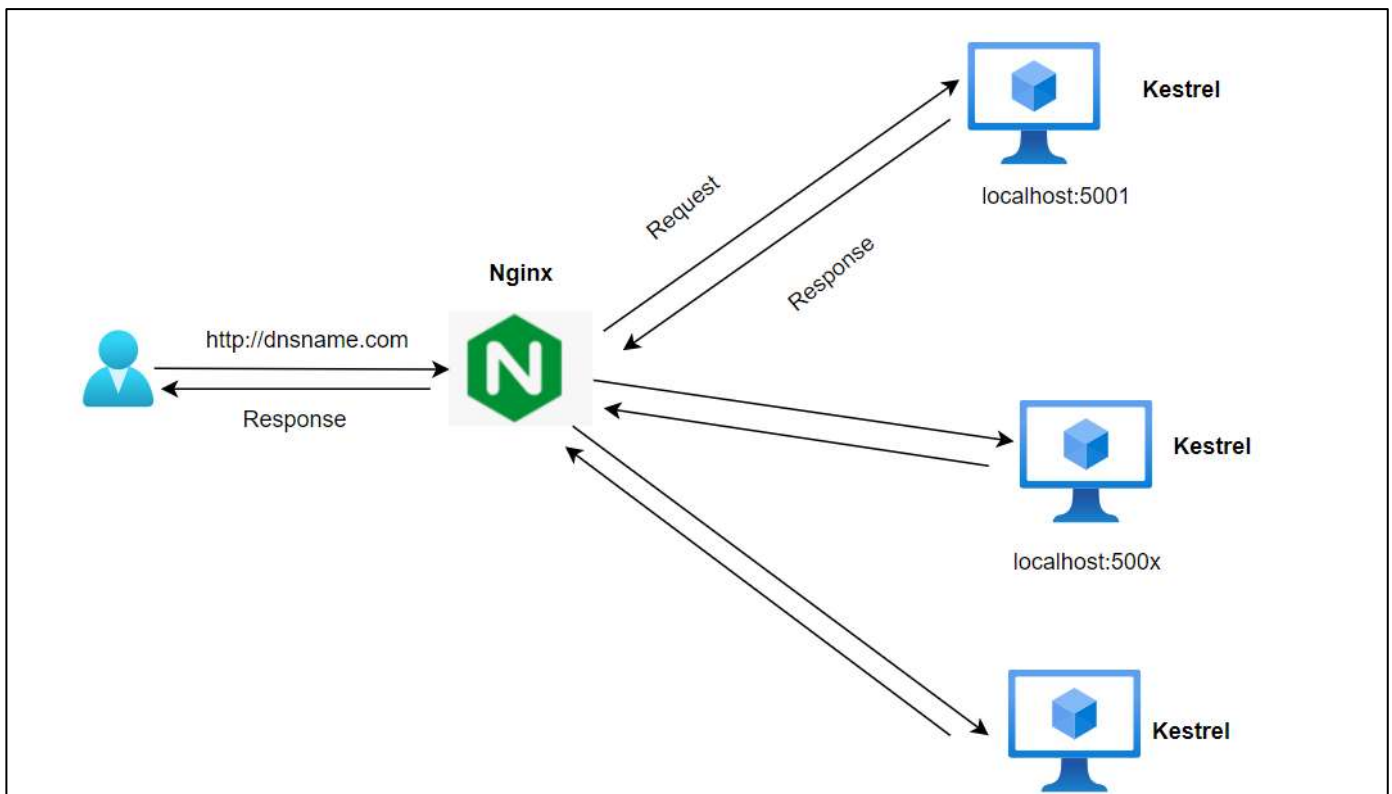 Kestrel
localhost:5001
Request
Response
Nginx
http://dnsname.com
N
Response
Kestrel
localhost:500x
Kestrel